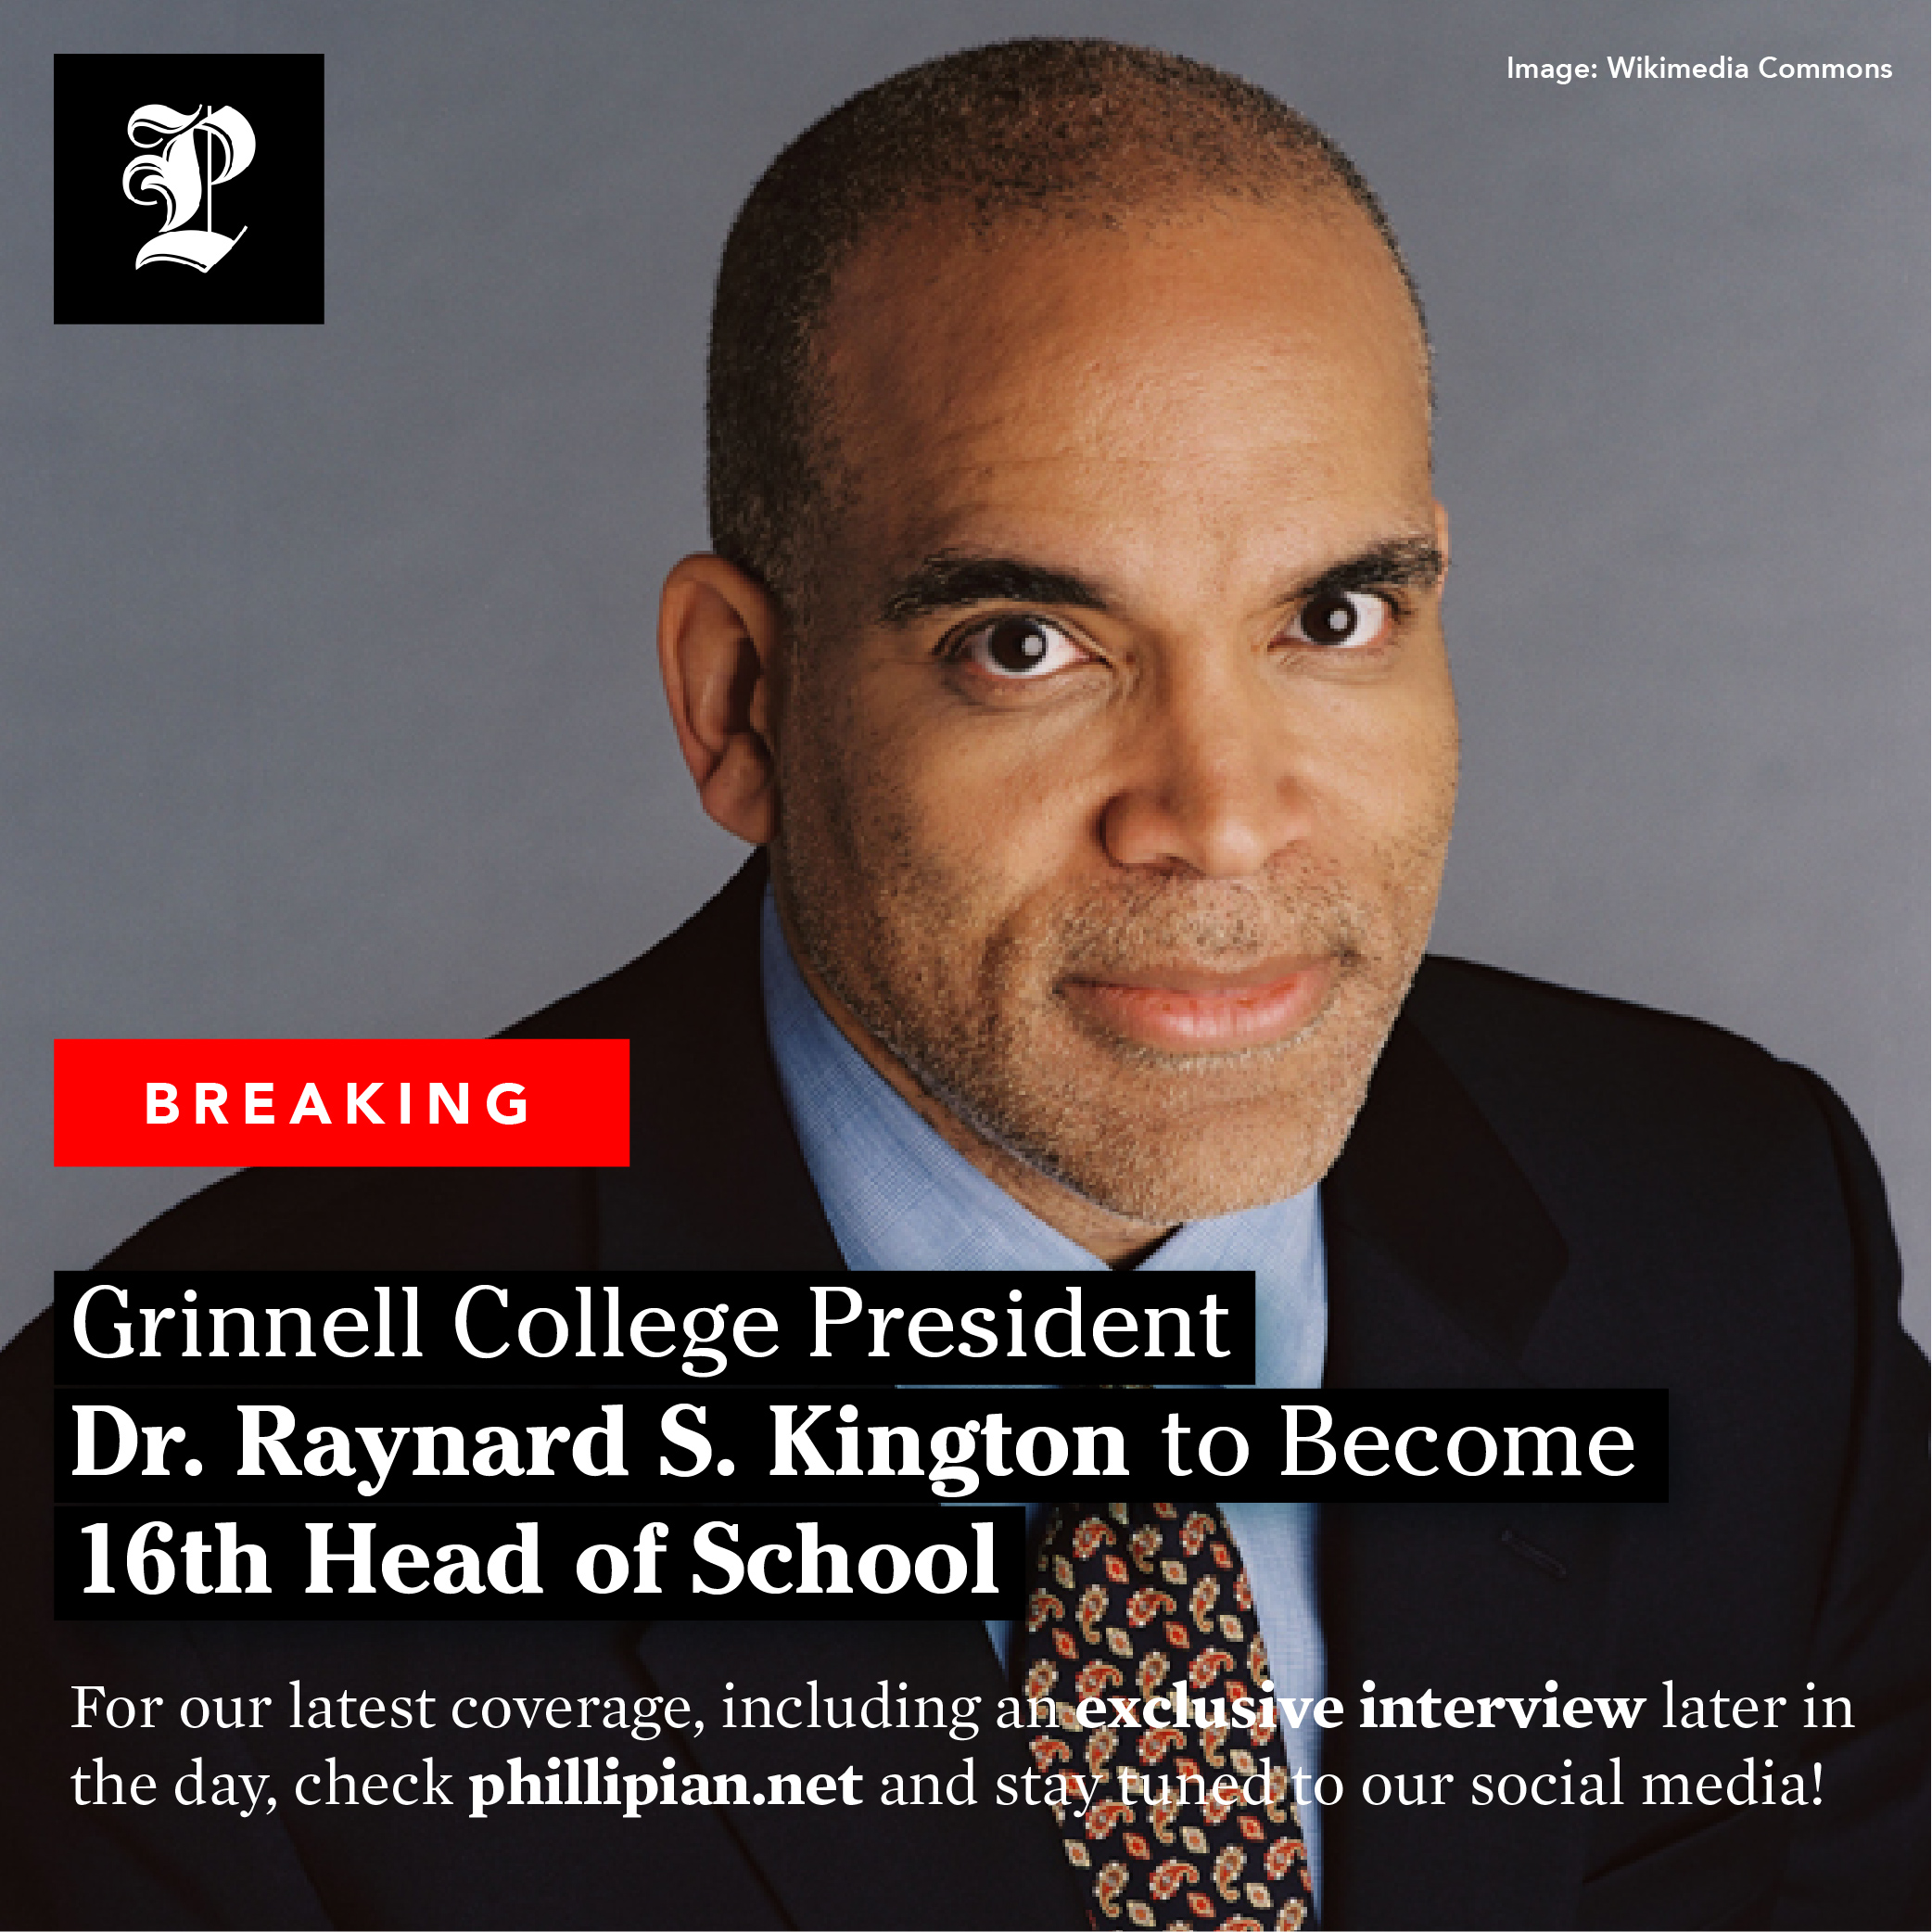 Image: Wikimedia Commons
P
BREAKING
Grinnell College President
Dr. Raynard S. Kington to Become
16th Head of School
For our latest coverage, including an exclusive interview later in
the day, check phillipian.net and stay tuned to our social media!